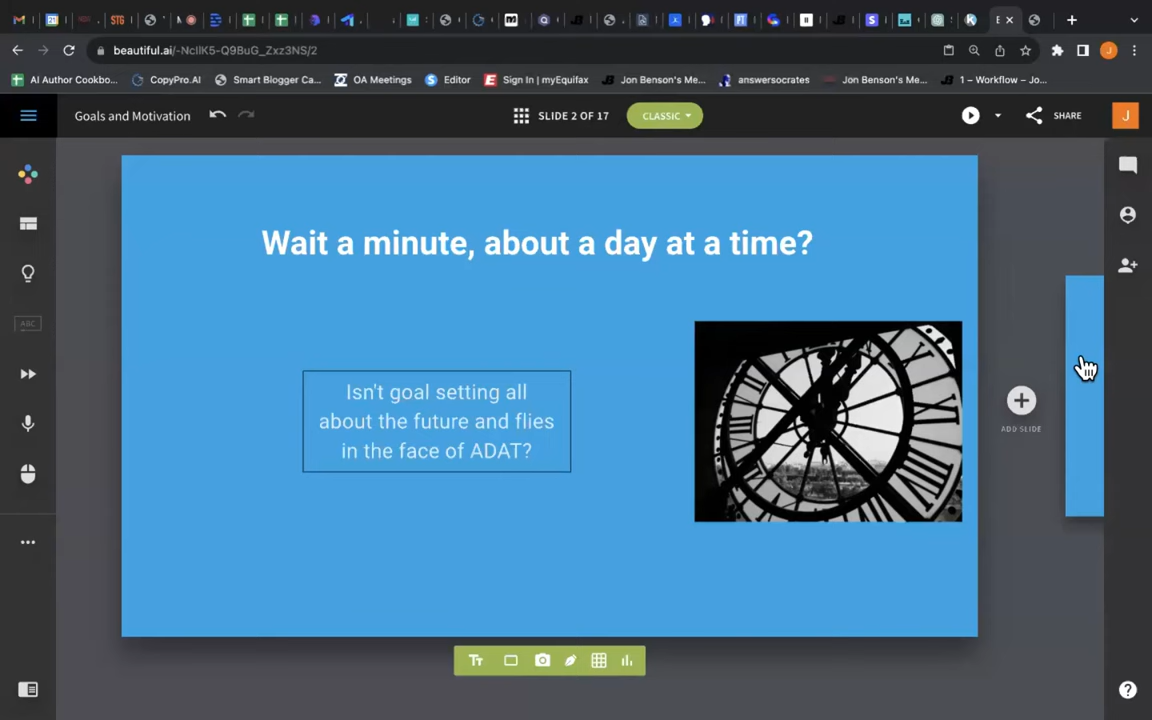 beautiful.ai/-NcIlK5-Q9BuG_Zxz3NS/2
AI Author Cookbo...
CopyPro.AI
Smart Blogger Ca...
OA Meetings
Editor
Sign In | myEquifax
Jon Benson's Me...
answersocrates
Jon Benson's Me...
1 – Workflow – Jo...
Goals and Motivation
SLIDE 2 OF 17
CLASSIC
SHARE
J
Wait a minute, about a day at a time?
Isn't goal setting all
about the future and flies
in the face of ADAT?
ABC
ADD SLIDE